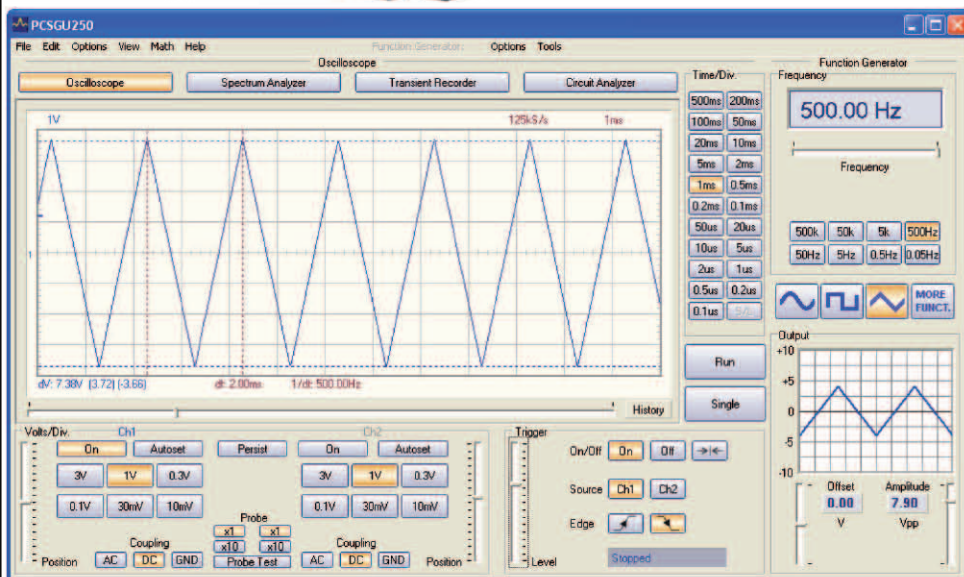 PCSGU250
File Edit Options View Math Help Function Generator: Options Tools
Oscilloscope
Oscilloscope Spectrum Analyzer Transient Recorder Circuit Analyzer
1V 125kS/s 1ms
1
dV: 7.38V (3.72) (-3.66) dt: 2.00ms 1/dt: 500.00Hz
History
Time/Div.
500ms 200ms
100ms 50ms
20ms 10ms
5ms 2ms
1ms 0.5ms
0.2ms 0.1ms
50us 20us
10us 5us
2us 1us
0.5us 0.2us
0.1us
Run
Single
Function Generator
Frequency
500.00 Hz
Frequency
500k 50k 5k 500Hz
50Hz 5Hz 0.5Hz 0.05Hz
MORE
FUNCT.
Output
+10
+5
0
-5
-10
Offset Amplitude
0.00 7.90
V Vpp
Volts/Div. Ch1 Ch2
On Autoset Persist On Autoset
3V 1V 0.3V 3V 1V 0.3V
0.1V 30mV 10mV 0.1V 30mV 10mV
Probe
x1 x1
Coupling x10 x10 Coupling
Position AC DC GND Probe Test AC DC GND Position
Trigger
On/Off On Off
Source Ch1 Ch2
Edge
Level Stopped